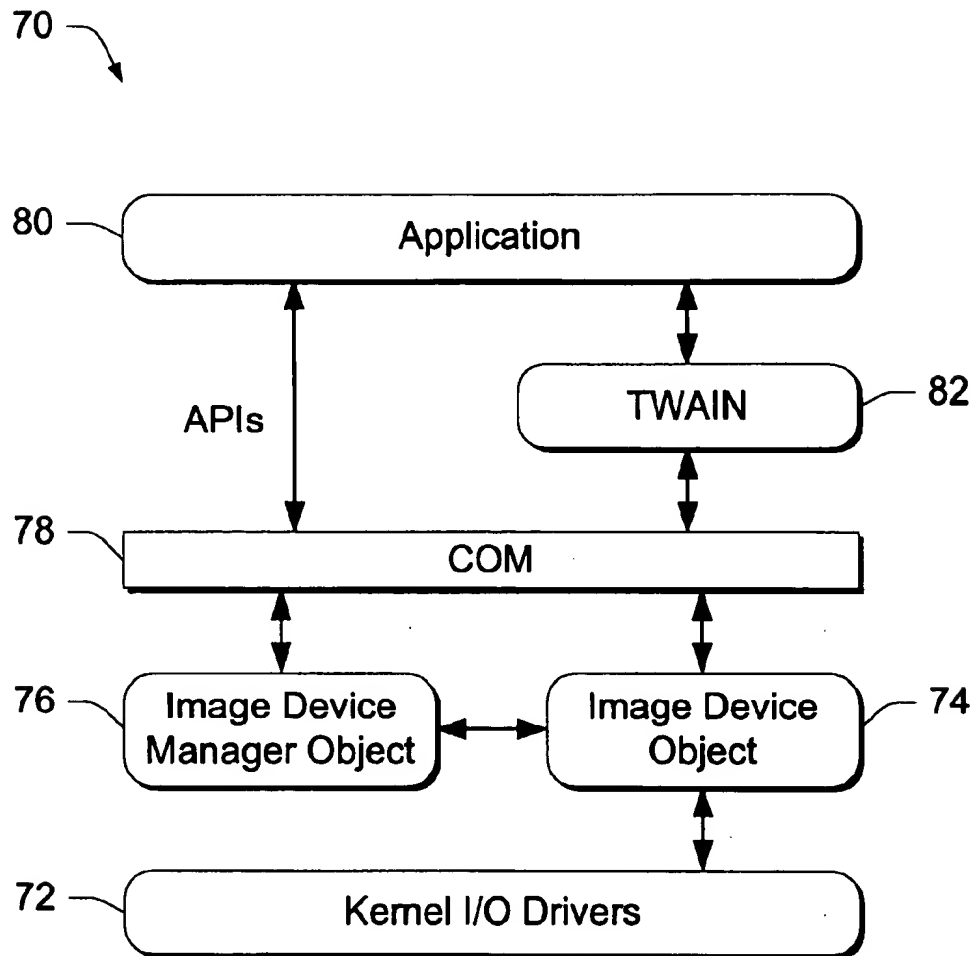 70
80
Application
TWAIN
82
APIs
78
COM
76
Image Device
Manager Object
Image Device
Object
74
72
Kernel I/O Drivers